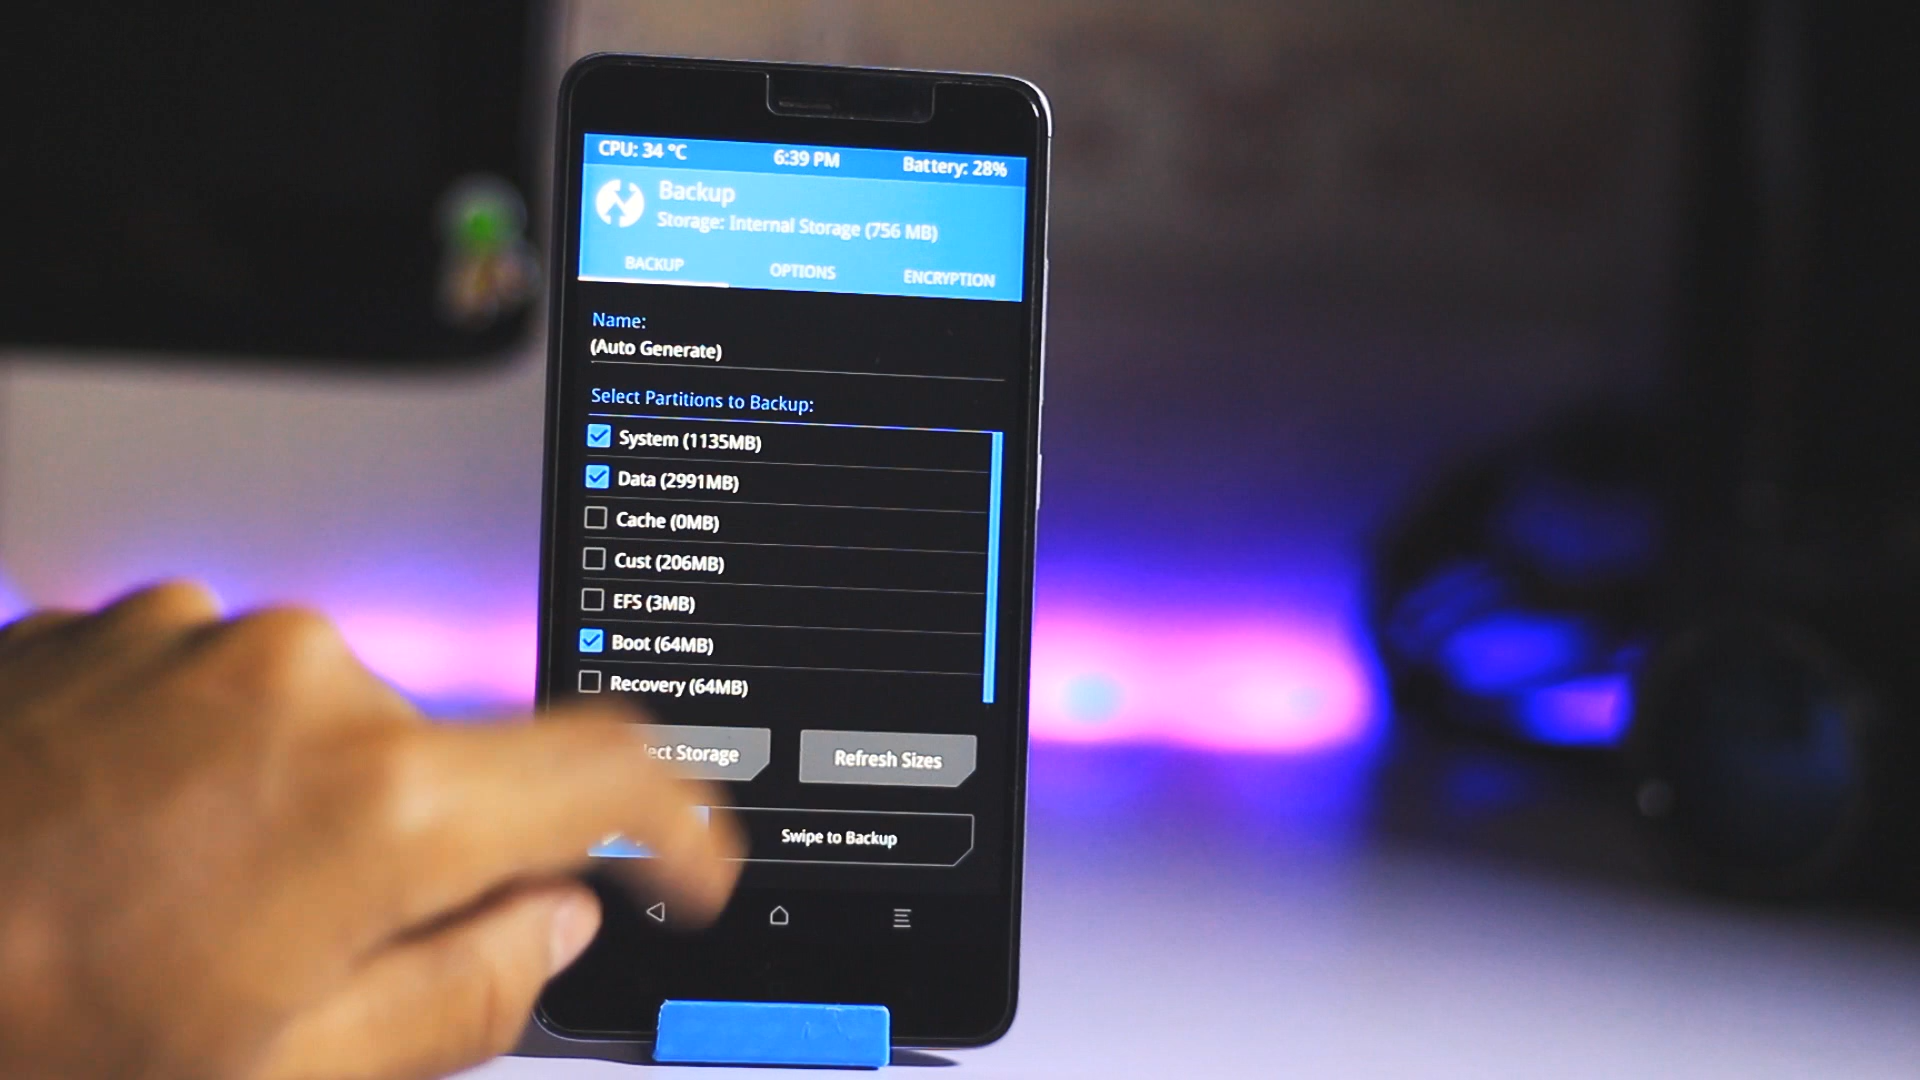 CPU: 34 °C 6:39 PM Battery: 28%
Backup
Storage: Internal Storage (756 MB)
BACKUP OPTIONS ENCRYPTION
Name:
(Auto Generate)
Select Partitions to Backup:
System (1135MB)
Data (2991MB)
Cache (0MB)
Cust (206MB)
EFS (3MB)
Boot (64MB)
Recovery (64MB)
Storage Refresh Sizes
Swipe to Backup